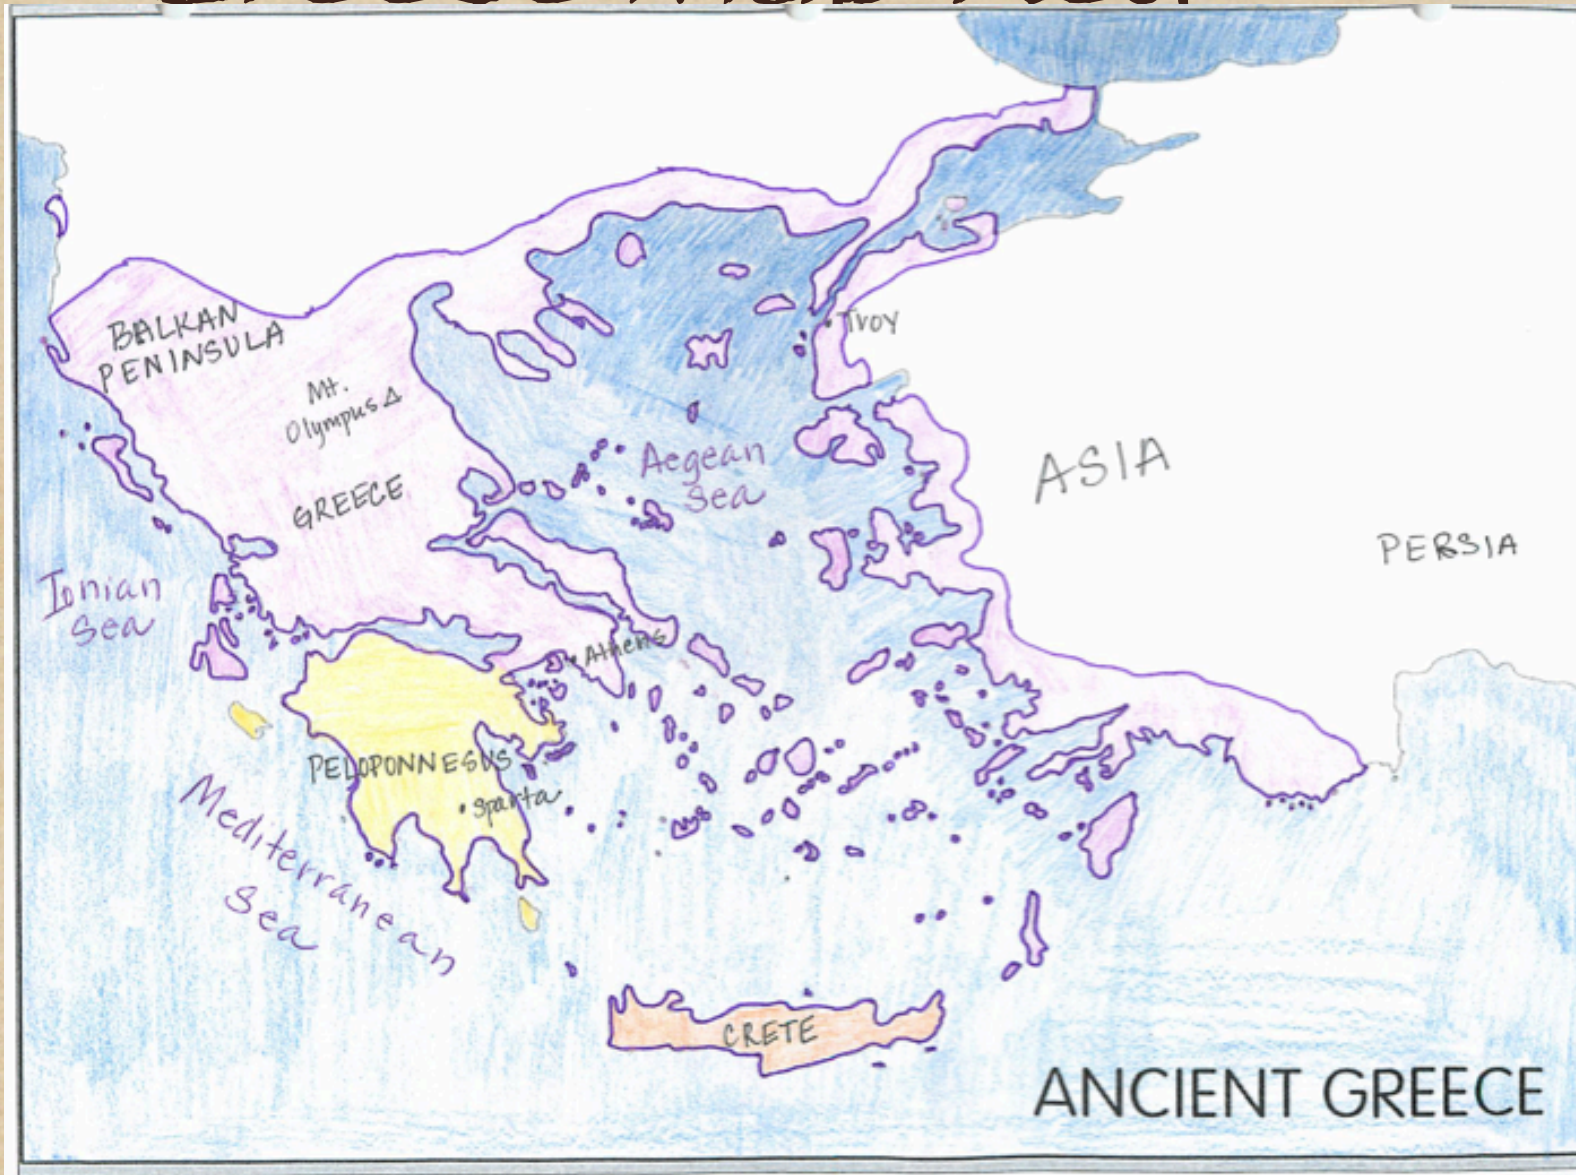 BALKAN
PENINSULA
Mt.
Olympus
Troy
Aegean
Sea
ASIA
GREECE
PERSIA
Ionian
Sea
Athens
PELOPONNESUS
Sparta
Mediterranean
Sea
CRETE
ANCIENT GREECE